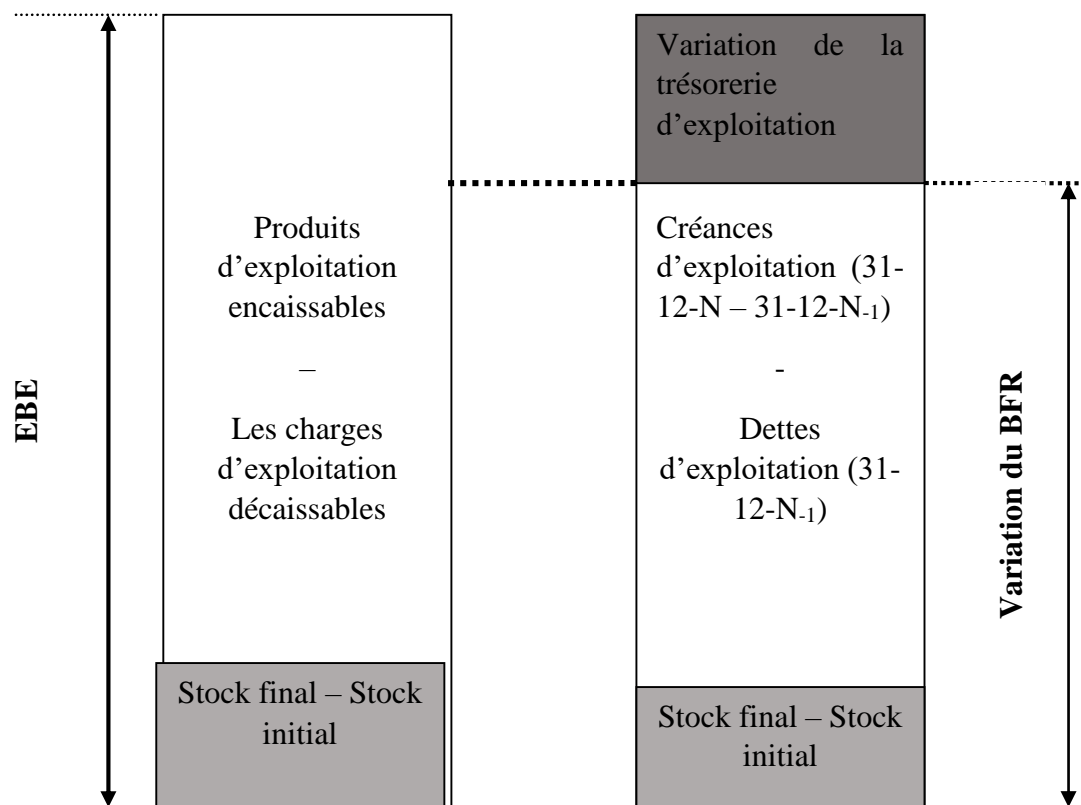 EBE
Produits
d’exploitation
encaissables
–
Les charges
d’exploitation
décaissables
Stock final – Stock
initial
Variation de la
trésorerie
d’exploitation
Créances
d’exploitation (31-
12-N – 31-12-N-1)
-
Dettes
d’exploitation (31-
12-N-1)
Stock final – Stock
initial
Variation du BFR